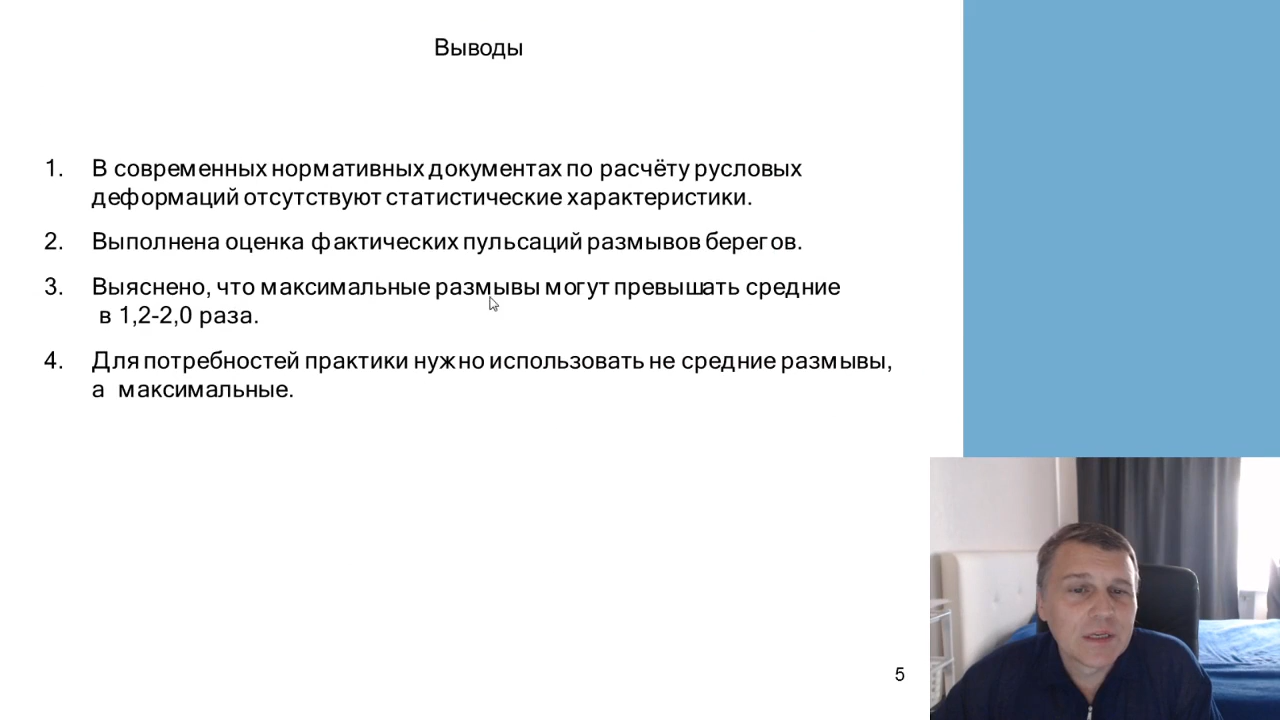 Выводы
1. В современных нормативных документах по расчёту русловых
деформаций отсутствуют статистические характеристики.
2. Выполнена оценка фактических пульсаций размывов берегов.
3. Выяснено, что максимальные размывы могут превышать средние
в 1,2-2,0 раза.
4. Для потребностей практики нужно использовать не средние размывы,
а максимальные.
5